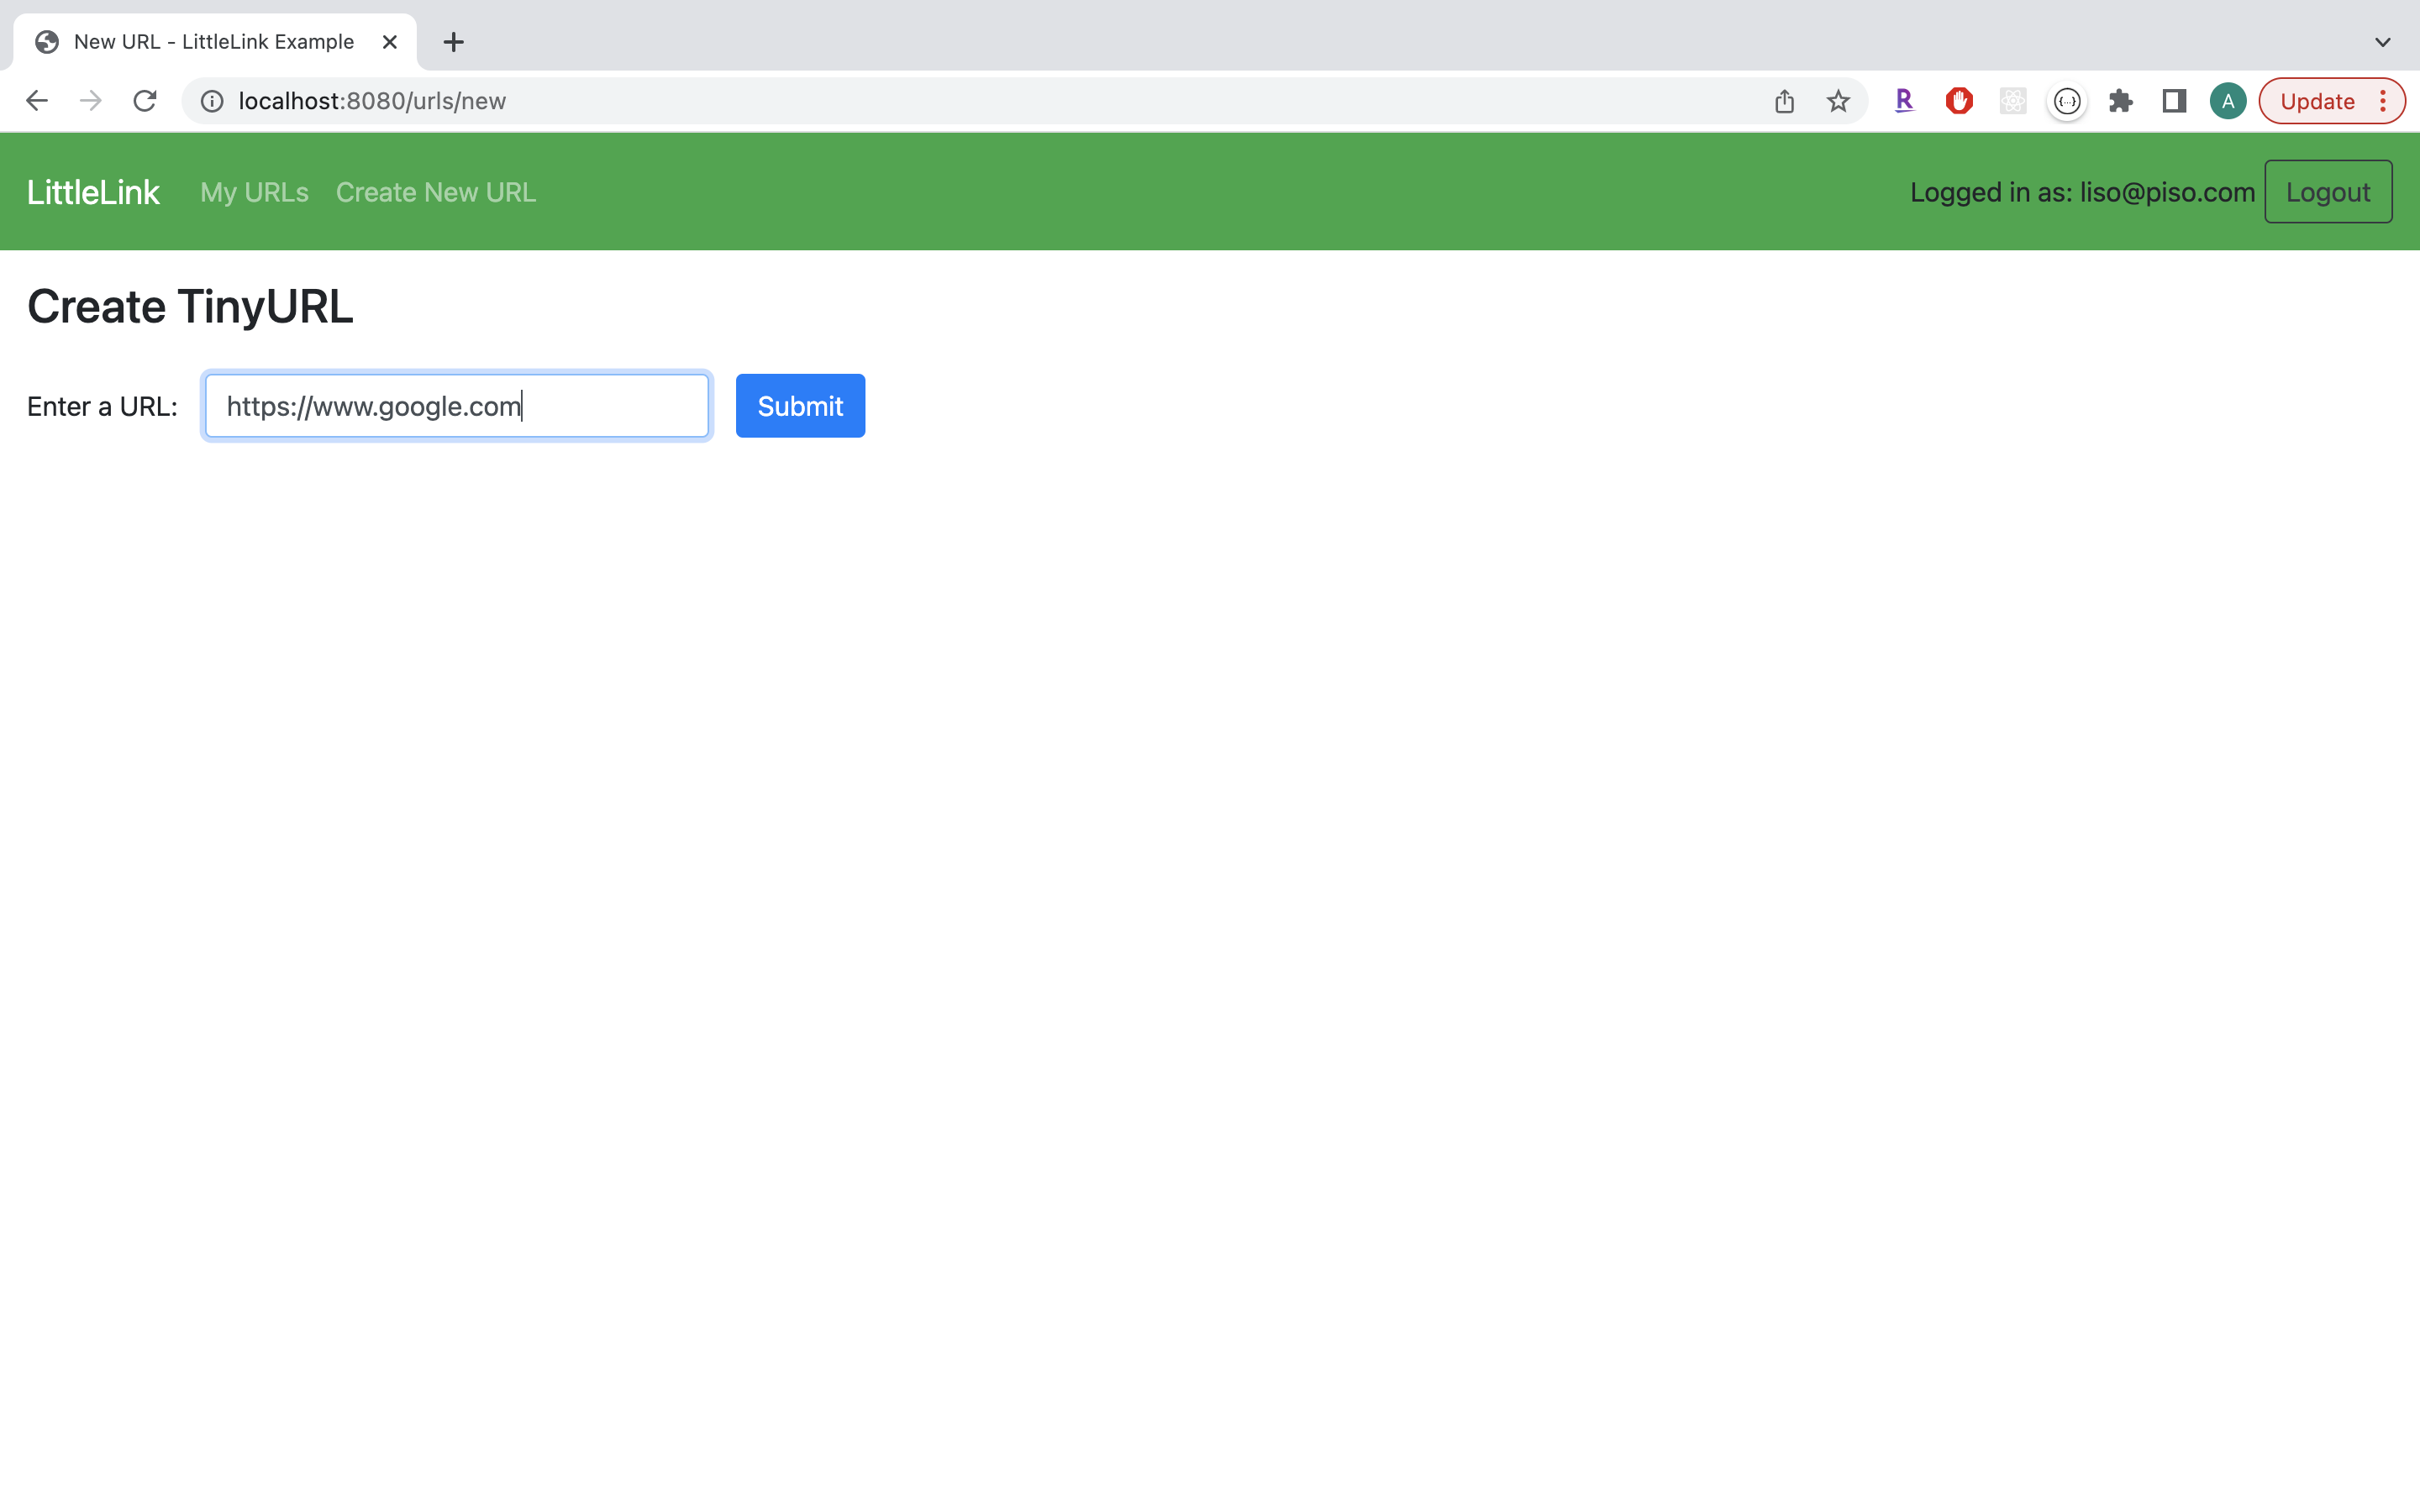 New URL - LittleLink Example
localhost:8080/urls/new
R
{...}
A
Update
LittleLink My URLs Create New URL Logged in as: liso@piso.com Logout
Create TinyURL
Enter a URL: https://www.google.com Submit